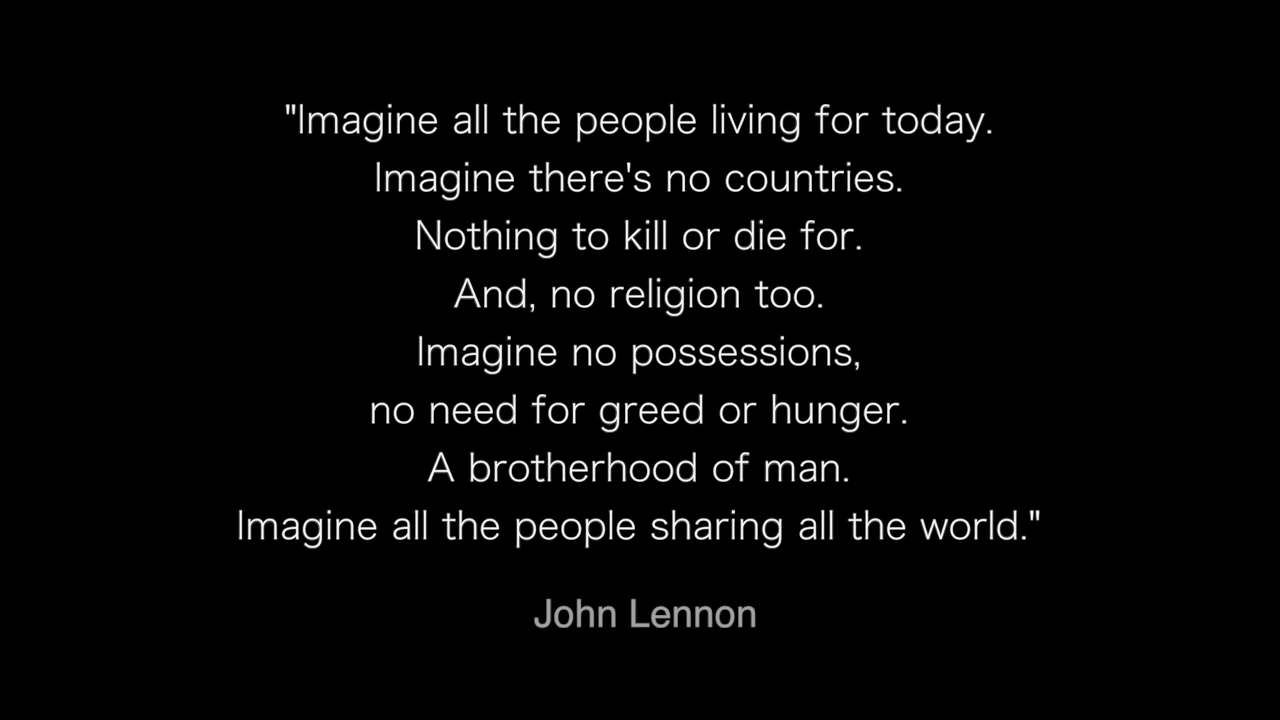 "Imagine all the people living for today.
Imagine there's no countries.
Nothing to kill or die for.
And, no religion too.
Imagine no possessions,
no need for greed or hunger.
A brotherhood of man.
Imagine all the people sharing all the world."
John Lennon